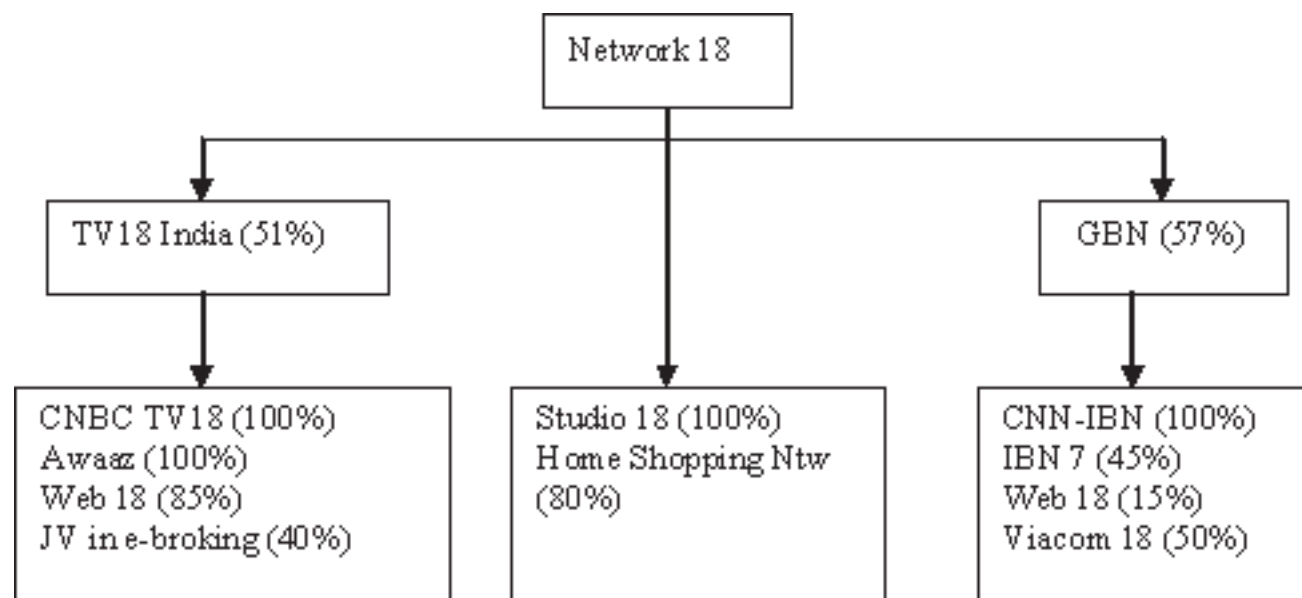 Network 18
TV18 India (51%)
GBN (57%)
CNBC TV18 (100%)
Awaaz (100%)
Web 18 (85%)
JV in e-broking (40%)
Studio 18 (100%)
Home Shopping Ntw
(80%)
CNN-IBN (100%)
IBN 7 (45%)
Web 18 (15%)
Viacom 18 (50%)